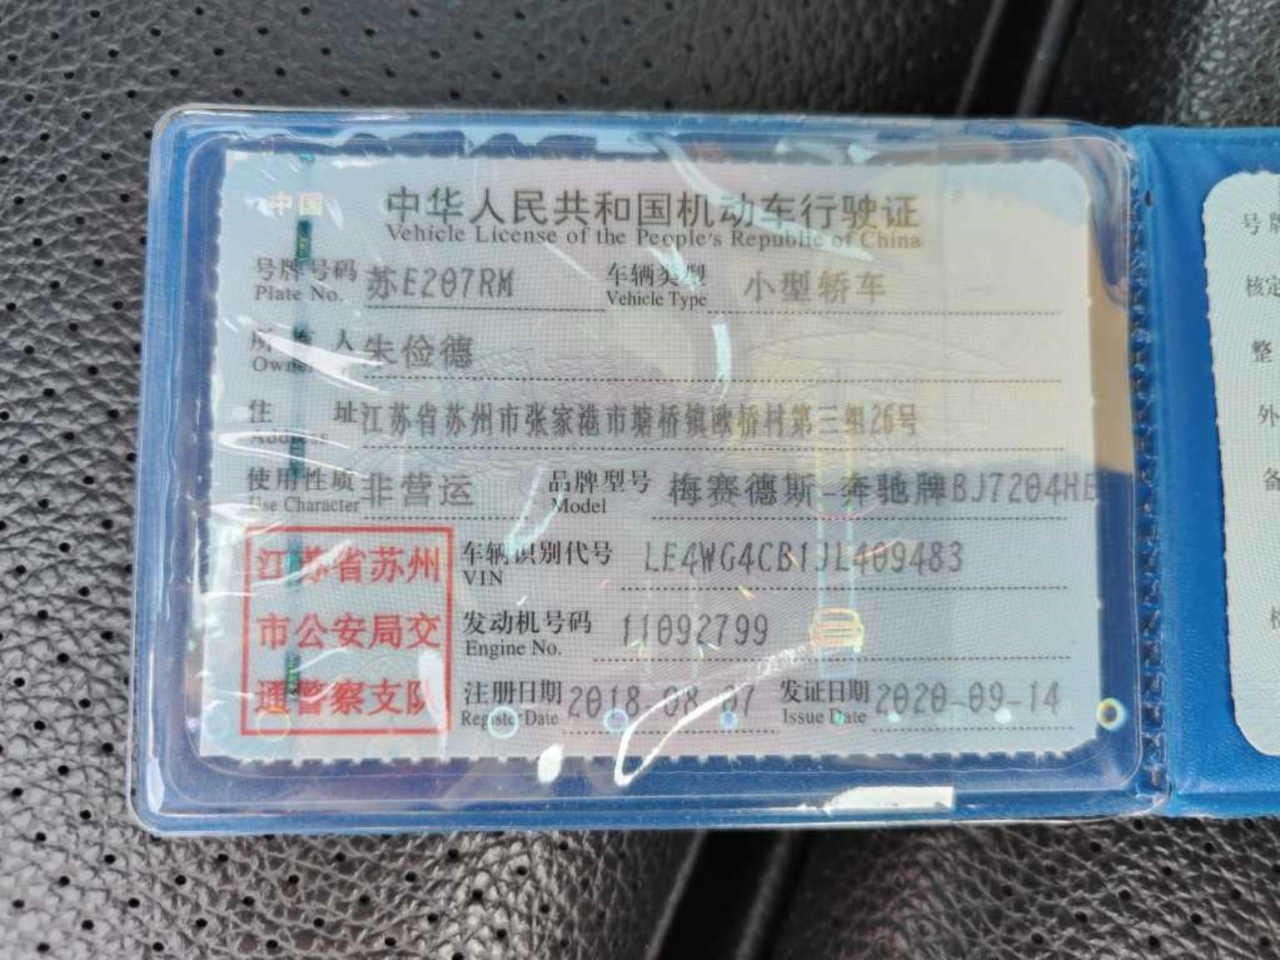 中国
中华人民共和国机动车行驶证
Vehicle License of the People's Republic of China
号牌号码 苏E207RM 车辆类型 小型轿车
Plate No. Vehicle Type
所有人 朱俭德
Owner
住址 江苏省苏州市张家港市塘桥镇欧桥村第三组26号
Address
使用性质 非营运 品牌型号 梅赛德斯-奔驰牌BJ7204HE
Use Character Model
车辆识别代号 LE4WG4CB1JL409483
VIN
发动机号码 11092799
Engine No.
注册日期 2018-08-07 发证日期 2020-09-14
Register Date Issue Date
江苏省苏州
市公安局交
通警察支队
号牌
核定
整
外
备